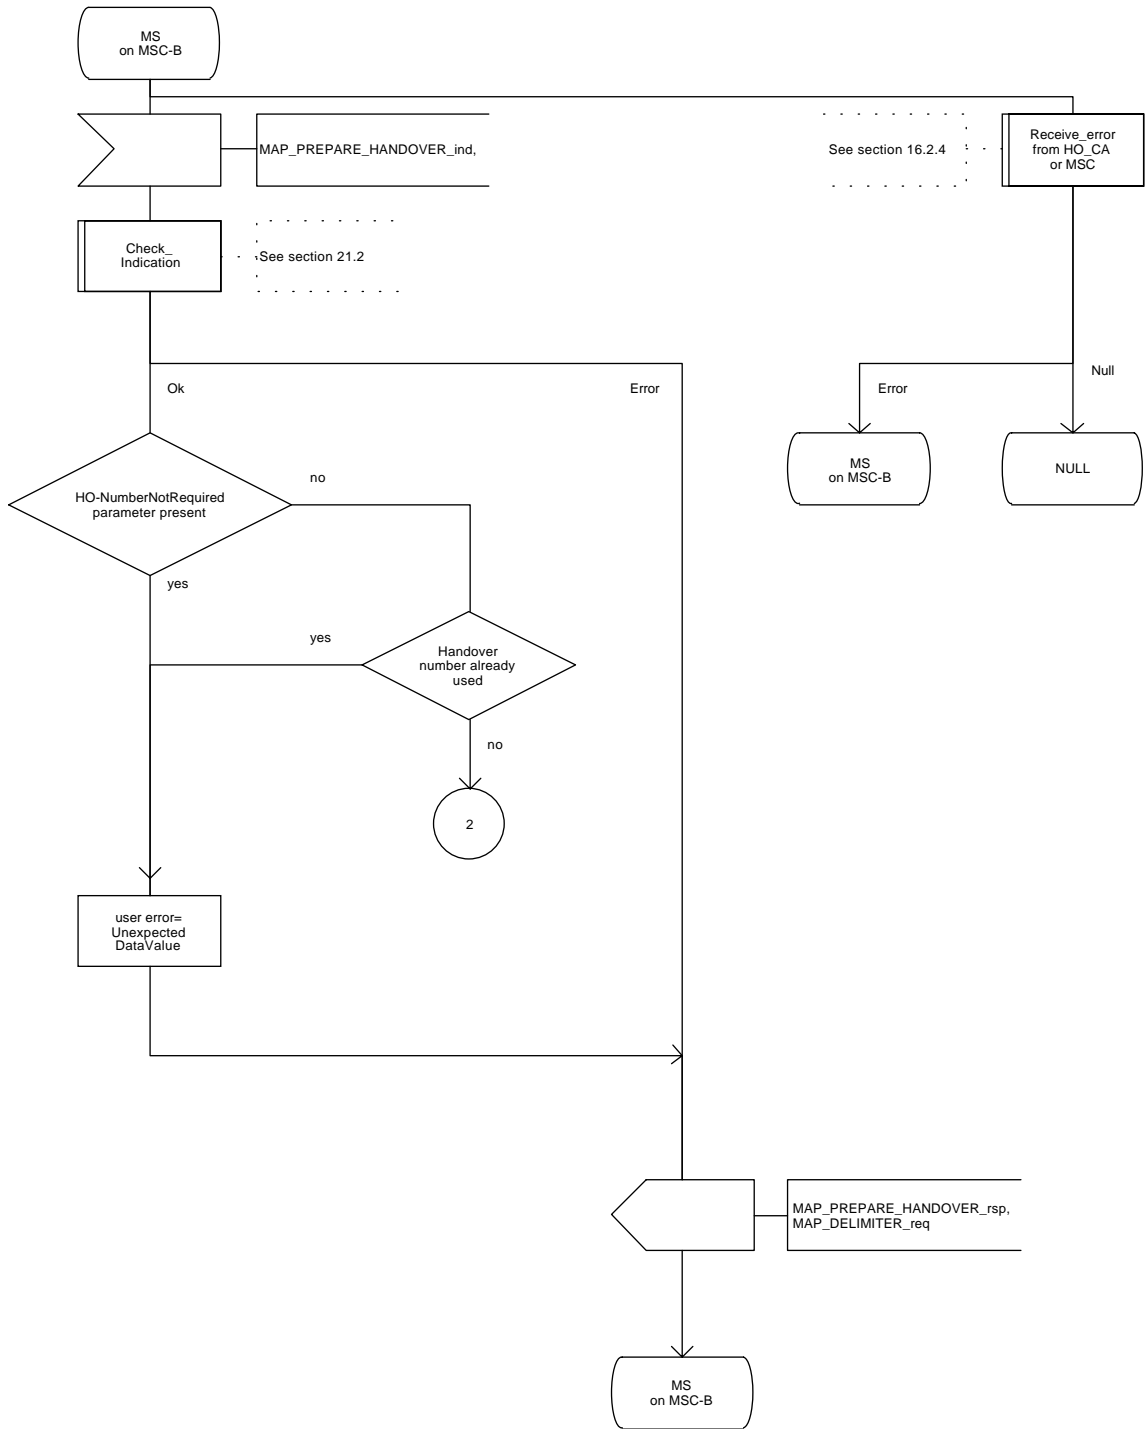 MS
on MSC-B
MAP_PREPARE_HANDOVER_ind,
See section 16.2.4
Receive_error
from HO_CA
or MSC
Check_
Indication
See section 21.2
Ok
Error
Error
Null
MS
on MSC-B
NULL
HO-NumberNotRequired
parameter present
no
yes
yes
Handover
number already
used
no
2
user error=
Unexpected
DataValue
MAP_PREPARE_HANDOVER_rsp,
MAP_DELIMITER_req
MS
on MSC-B